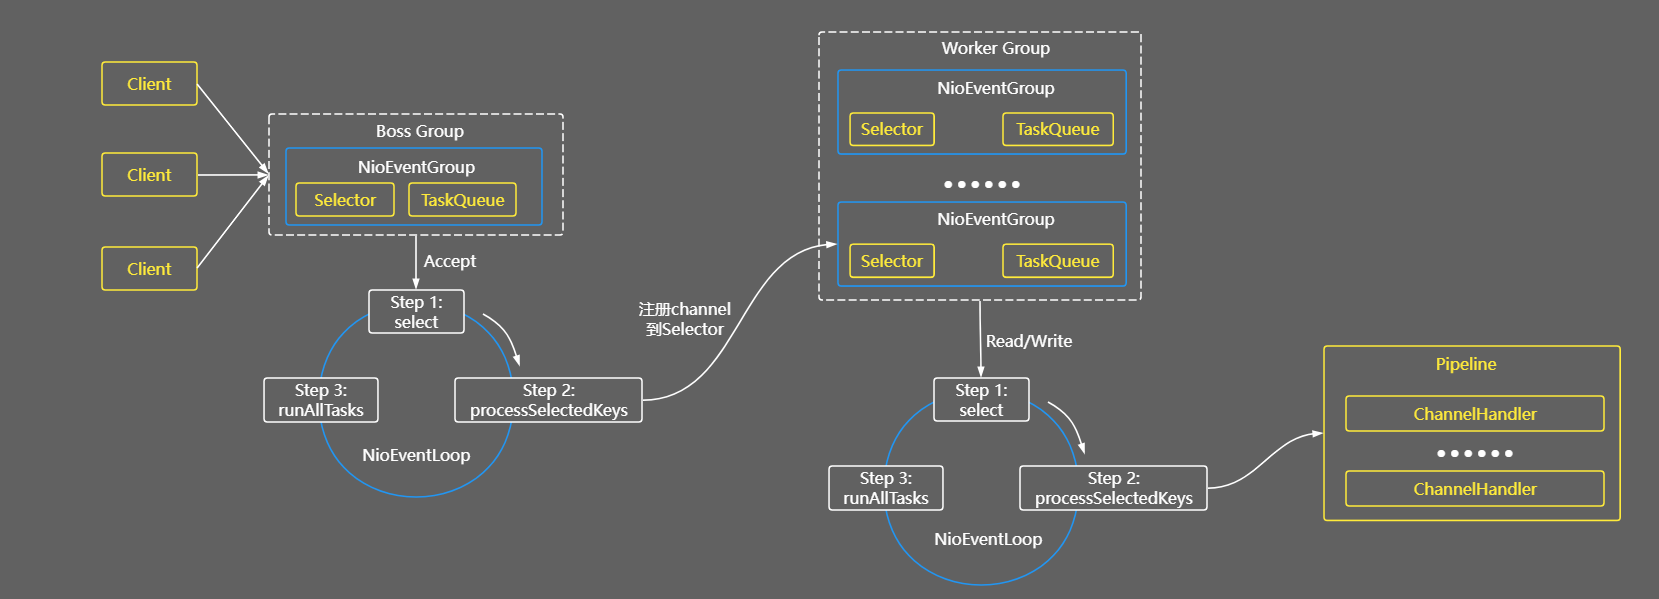 Client
Client
Client
Boss Group
NioEventGroup
Selector
TaskQueue
Accept
Step 1:
select
Step 2:
processSelectedKeys
Step 3:
runAllTasks
NioEventLoop
注册channel
到Selector
Worker Group
NioEventGroup
Selector
TaskQueue
NioEventGroup
Selector
TaskQueue
Read/Write
Step 1:
select
Step 2:
processSelectedKeys
Step 3:
runAllTasks
NioEventLoop
Pipeline
ChannelHandler
ChannelHandler